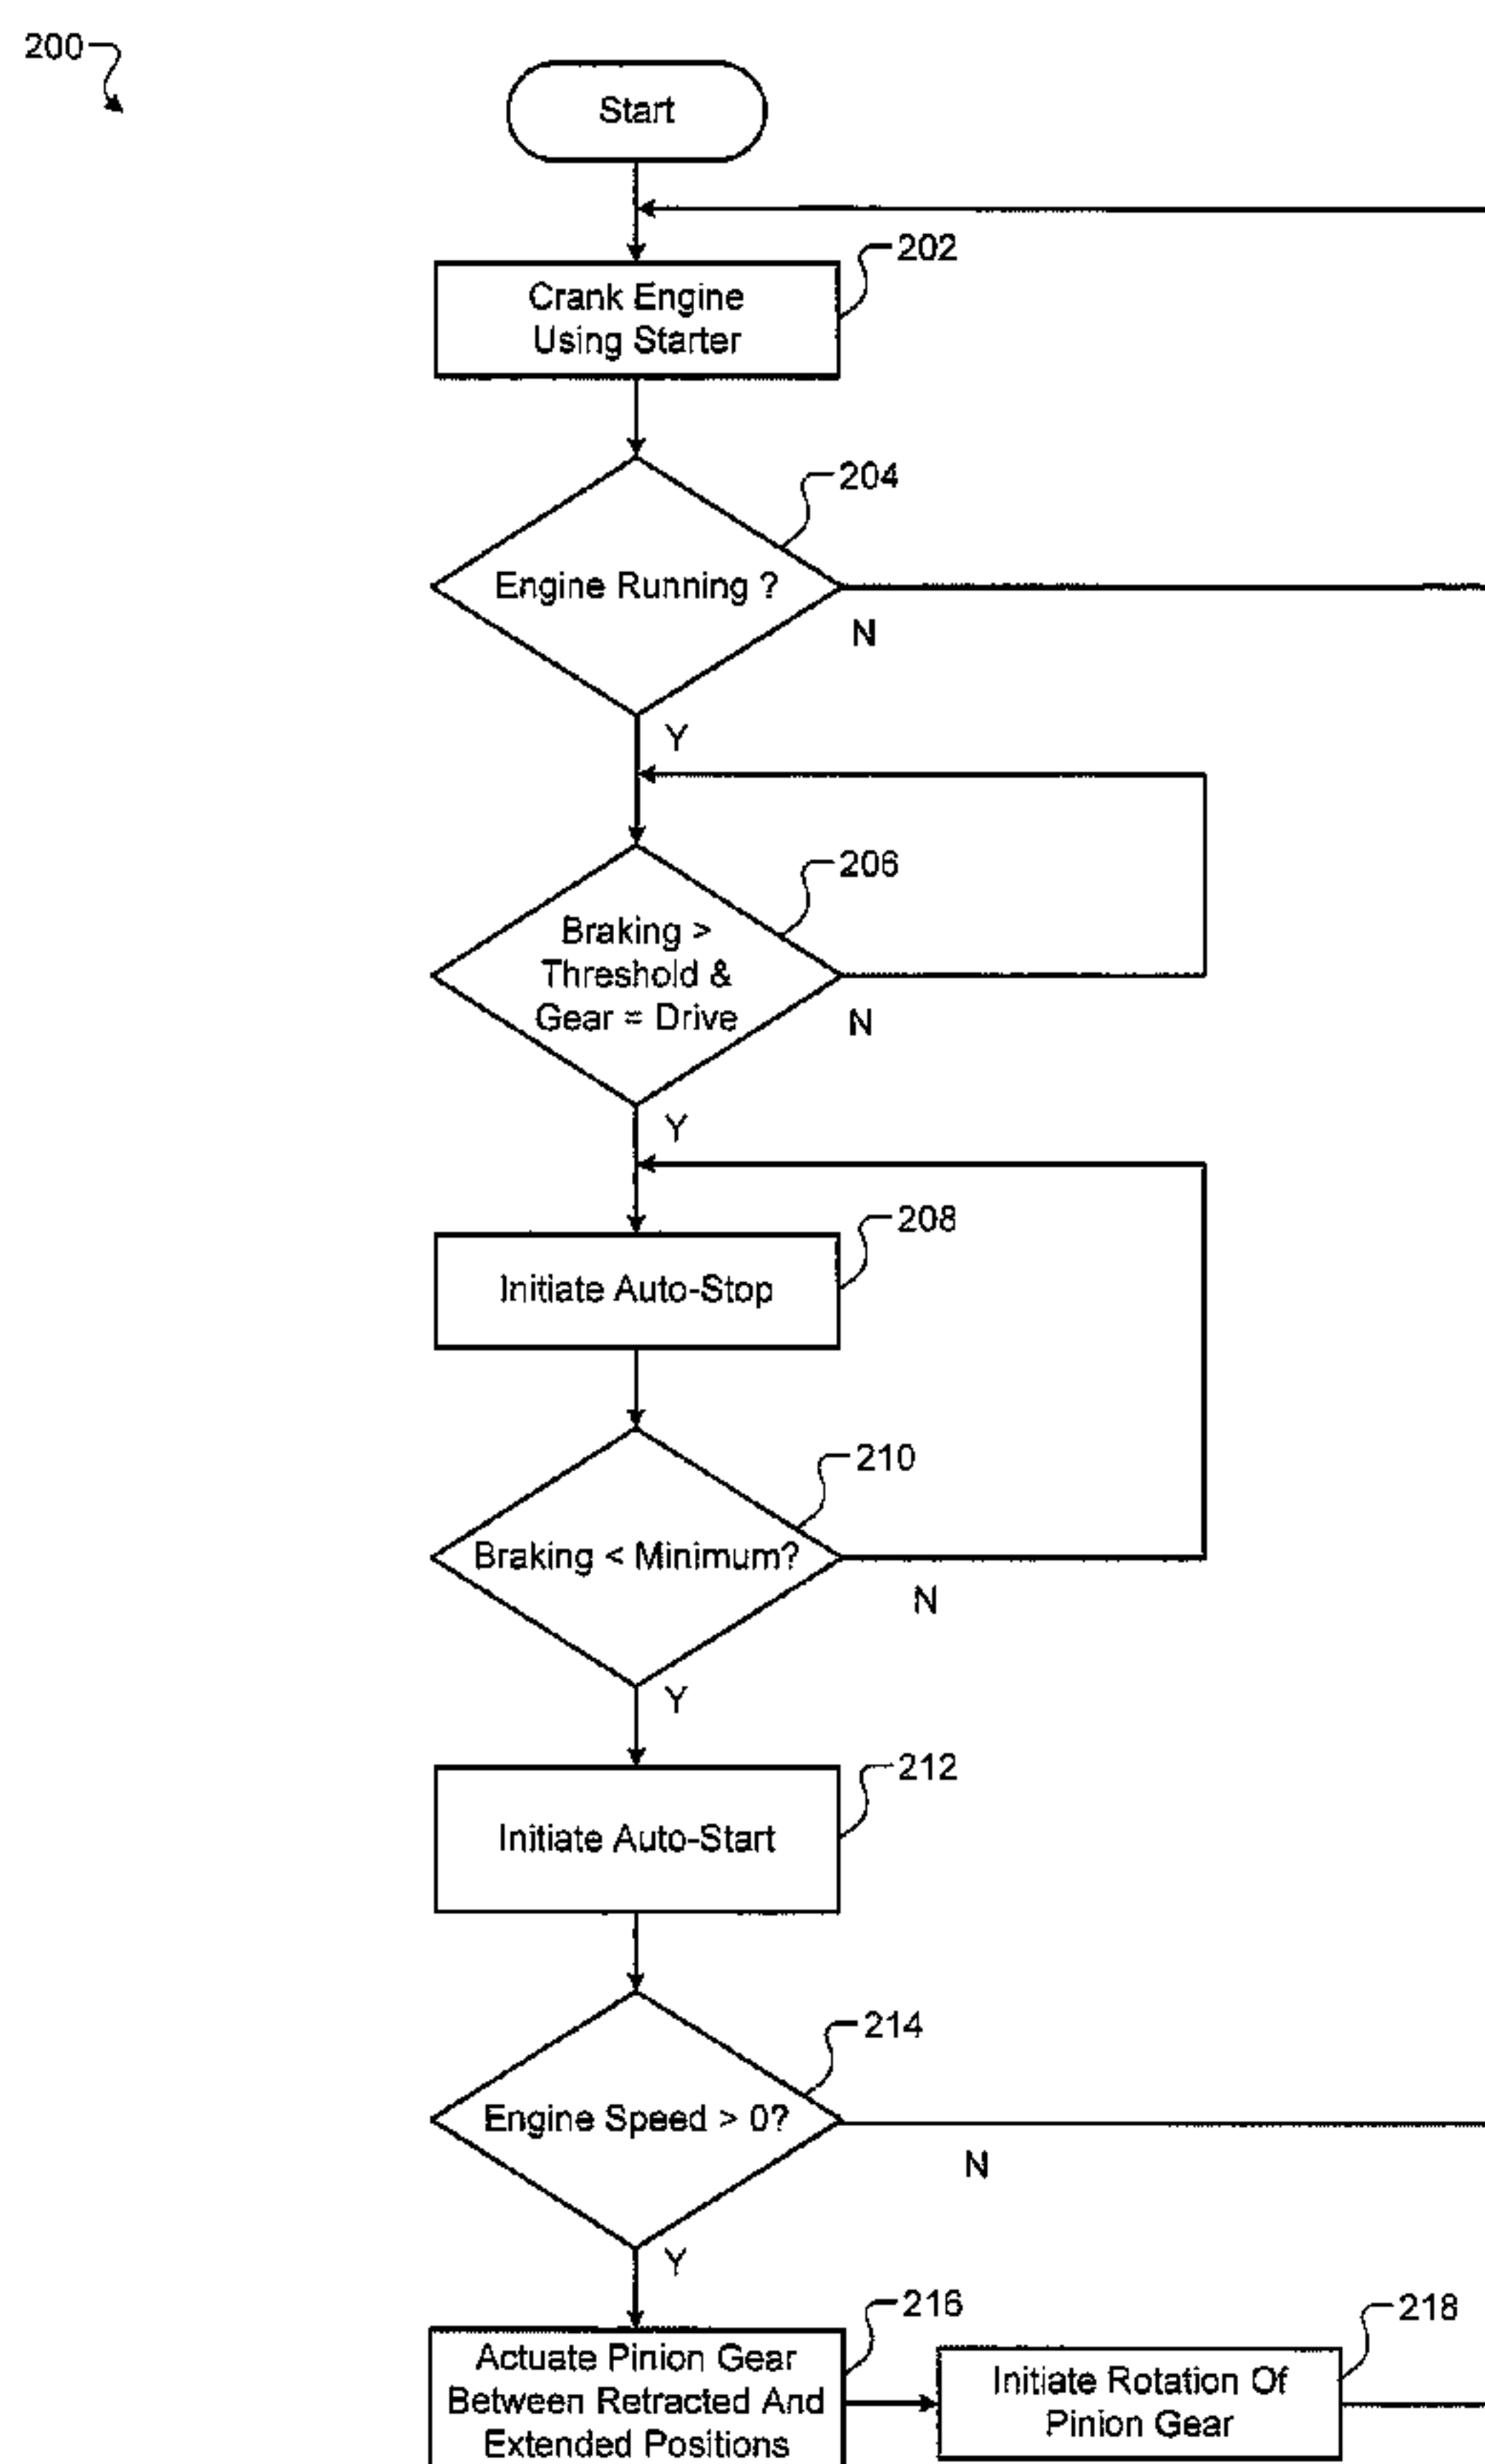 200
Start
202
Crank Engine
Using Starter
204
Engine Running ?
N
Y
206
Braking >
Threshold &
Gear = Drive
N
Y
208
Initiate Auto-Stop
210
Braking < Minimum?
N
Y
212
Initiate Auto-Start
214
Engine Speed > 0?
N
Y
216
218
Actuate Pinion Gear
Between Retracted And
Extended Positions
Initiate Rotation Of
Pinion Gear